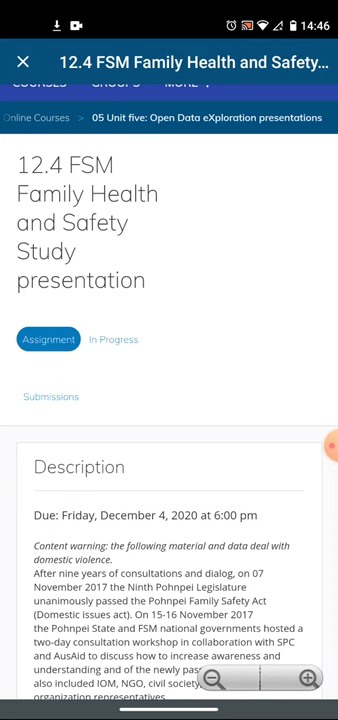 14:46
12.4 FSM Family Health and Safety...
COURSES GROUPS MORE
Online Courses > 05 Unit five: Open Data eXploration presentations
12.4 FSM
Family Health
and Safety
Study
presentation
Assignment In Progress
Submissions
Description
Due: Friday, December 4, 2020 at 6:00 pm
Content warning: the following material and data deal with
domestic violence.
After nine years of consultations and dialog, on 07
November 2017 the Ninth Pohnpei Legislature
unanimously passed the Pohnpei Family Safety Act
(Domestic issues act). On 15-16 November 2017
the Pohnpei State and FSM national governments hosted a
two-day consultation workshop in collaboration with SPC
and AusAid to discuss how to increase awareness and
understanding and of the newly pas
also included IOM, NGO, civil society,
organization representatives.